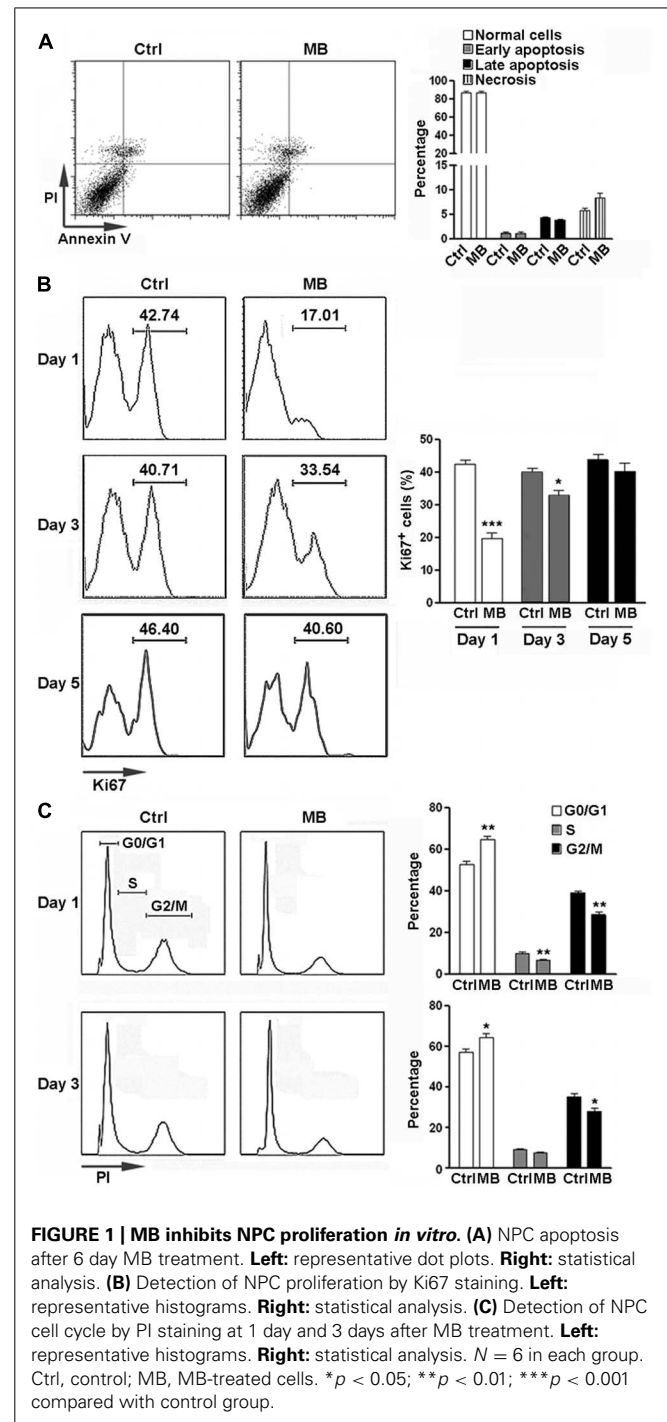 A
Ctrl
MB
PI
Annexin V
Normal cells
Early apoptosis
Late apoptosis
Necrosis
Percentage
100
80
60
40
20
15
10
5
0
Ctrl MB Ctrl MB Ctrl MB Ctrl MB
B
Ctrl
MB
Day 1
42.74
17.01
Day 3
40.71
33.54
Day 5
46.40
40.60
Ki67
Ki67+ cells (%)
50
40
30
20
10
0
***
*
Ctrl MB Ctrl MB Ctrl MB
Day 1 Day 3 Day 5
C
Ctrl
MB
Day 1
G0/G1
S
G2/M
Day 3
PI
G0/G1
S
G2/M
Percentage
80
60
40
20
0
**
**
**
CtrlMB CtrlMB CtrlMB
Percentage
80
60
40
20
0
*
*
CtrlMB CtrlMB CtrlMB
FIGURE 1 | MB inhibits NPC proliferation in vitro. (A) NPC apoptosis
after 6 day MB treatment. Left: representative dot plots. Right: statistical
analysis. (B) Detection of NPC proliferation by Ki67 staining. Left:
representative histograms. Right: statistical analysis. (C) Detection of NPC
cell cycle by PI staining at 1 day and 3 days after MB treatment. Left:
representative histograms. Right: statistical analysis. N = 6 in each group.
Ctrl, control; MB, MB-treated cells. *p < 0.05; **p < 0.01; ***p < 0.001
compared with control group.